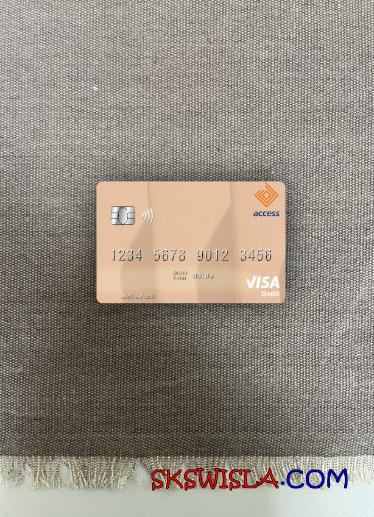 access
1234 5678 9012 3456
VISA
Debit
SKSWISLA.COM